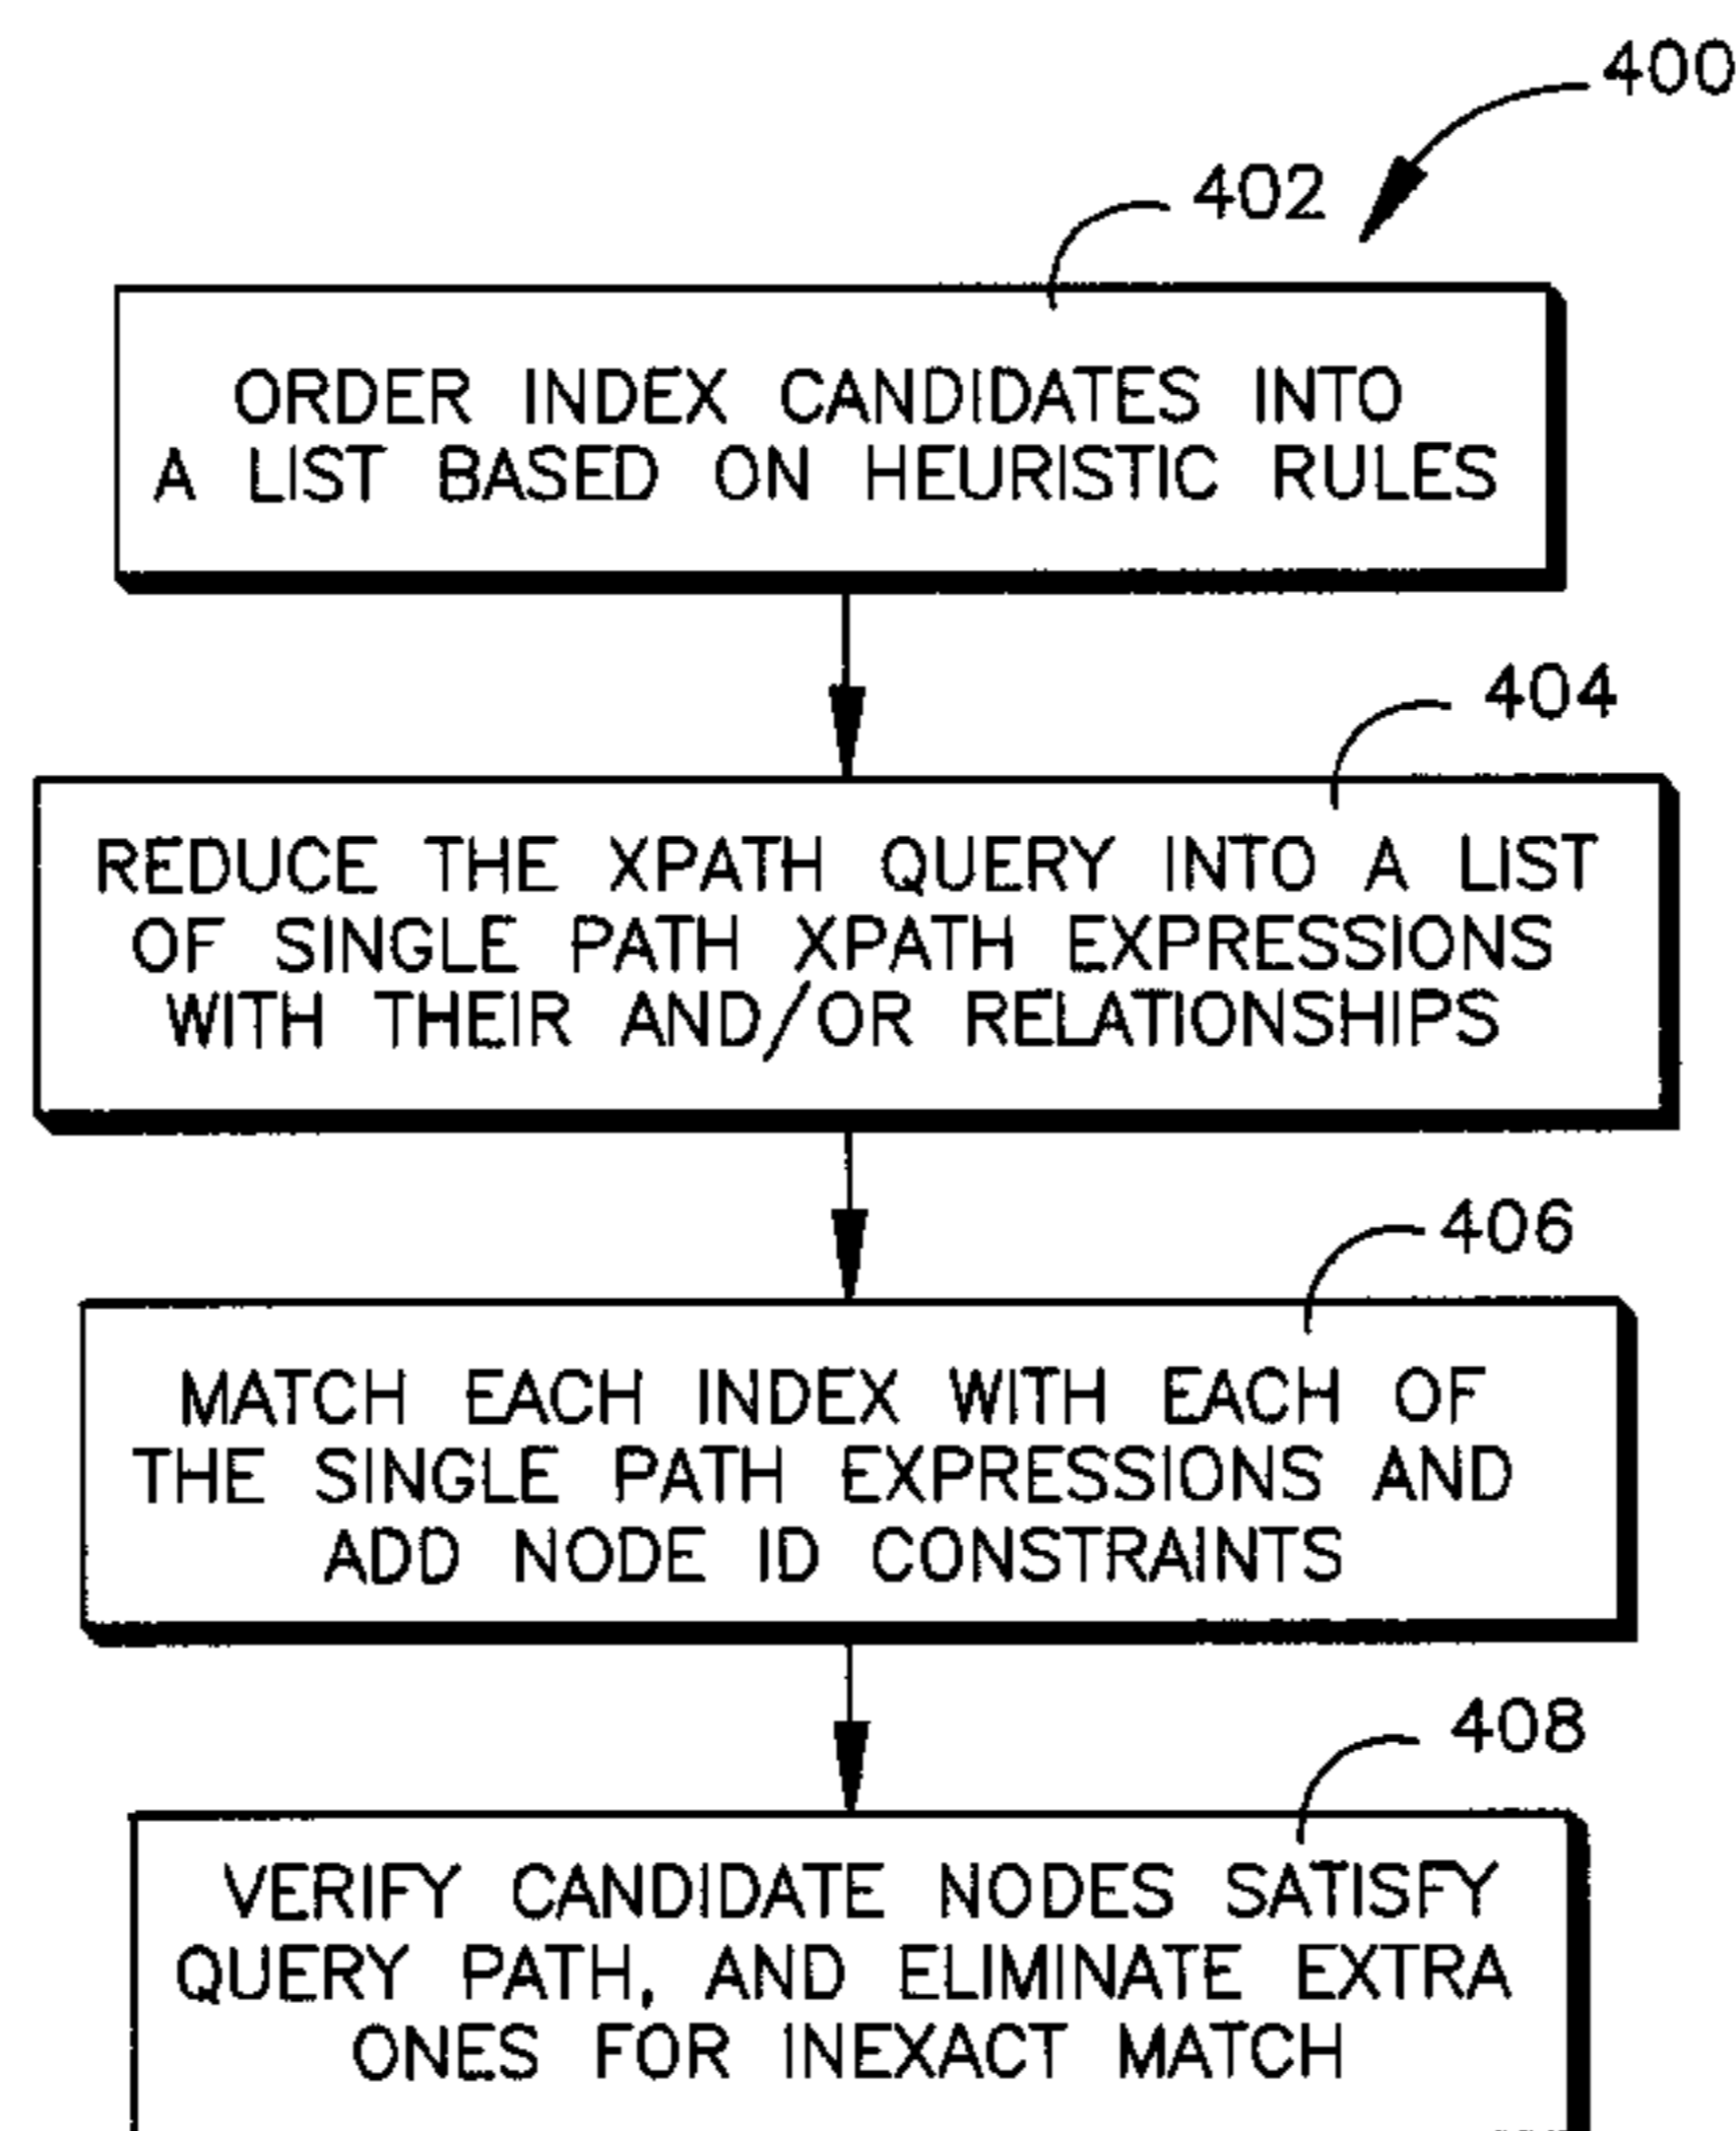 400
402
ORDER INDEX CANDIDATES INTO
A LIST BASED ON HEURISTIC RULES
404
REDUCE THE XPATH QUERY INTO A LIST
OF SINGLE PATH XPATH EXPRESSIONS
WITH THEIR AND/OR RELATIONSHIPS
406
MATCH EACH INDEX WITH EACH OF
THE SINGLE PATH EXPRESSIONS AND
ADD NODE ID CONSTRAINTS
408
VERIFY CANDIDATE NODES SATISFY
QUERY PATH, AND ELIMINATE EXTRA
ONES FOR INEXACT MATCH